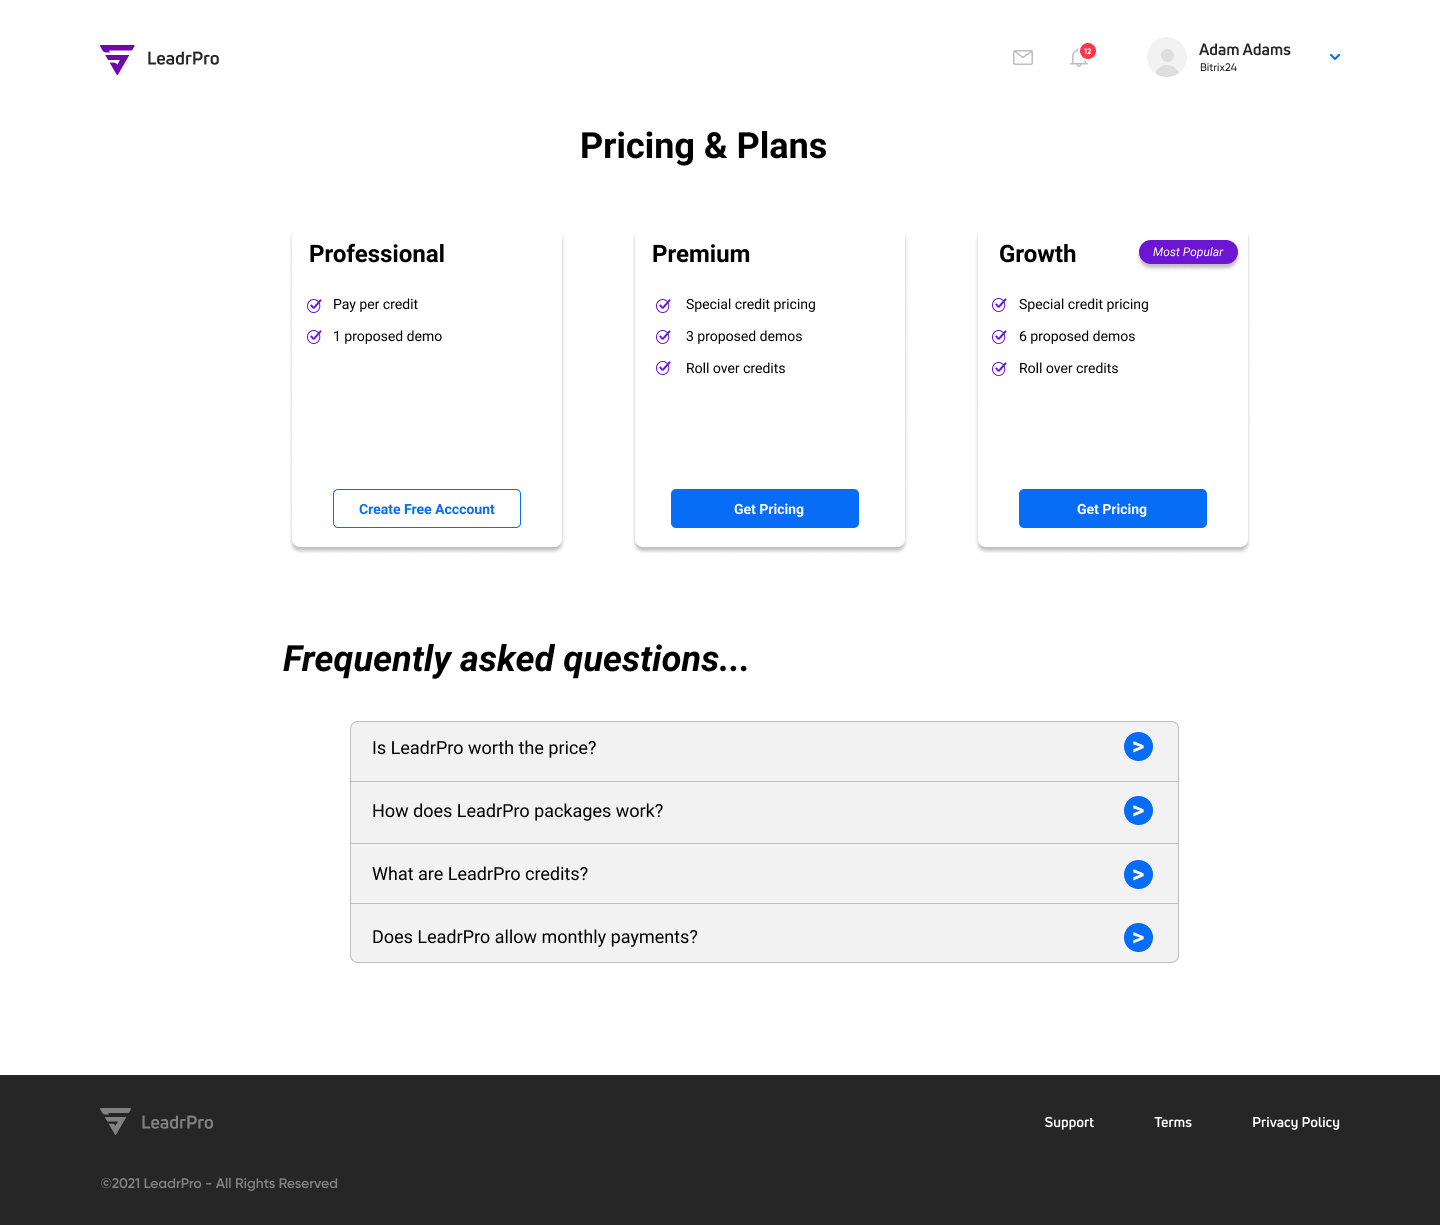 LeadrPro
12
Adam Adams
Bitrix24
Pricing & Plans
Professional
Pay per credit
1 proposed demo
Create Free Acccount
Premium
Special credit pricing
3 proposed demos
Roll over credits
Get Pricing
Growth
Most Popular
Special credit pricing
6 proposed demos
Roll over credits
Get Pricing
Frequently asked questions...
Is LeadrPro worth the price?
>
How does LeadrPro packages work?
>
What are LeadrPro credits?
>
Does LeadrPro allow monthly payments?
>
LeadrPro
Support
Terms
Privacy Policy
©2021 LeadrPro - All Rights Reserved